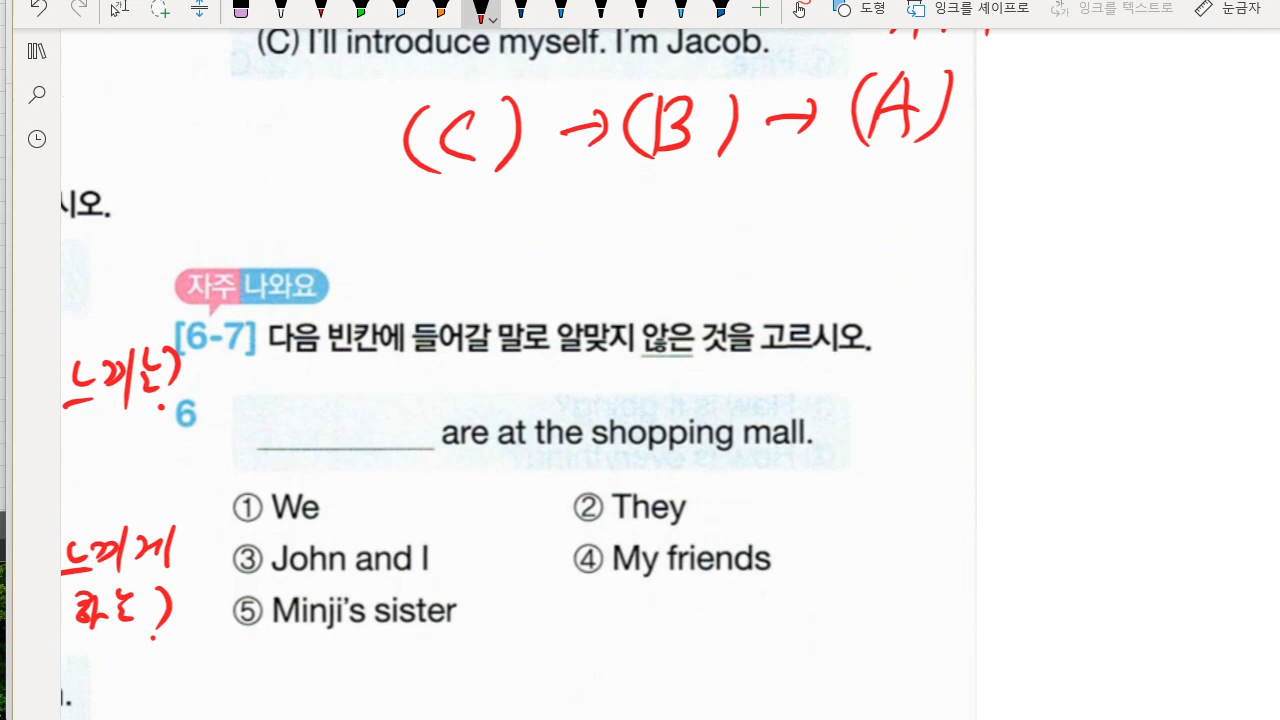 도형
잉크를 셰이프로
잉크를 텍스트로
눈금자
(C) I'll introduce myself. I'm Jacob.
(C) → (B) → (A)
시오.
자주 나와요
[6-7] 다음 빈칸에 들어갈 말로 알맞지 않은 것을 고르시오.
느끼는?
6
__________ are at the shopping mall.
① We
② They
③ John and I
④ My friends
느끼게
하는?
⑤ Minji's sister